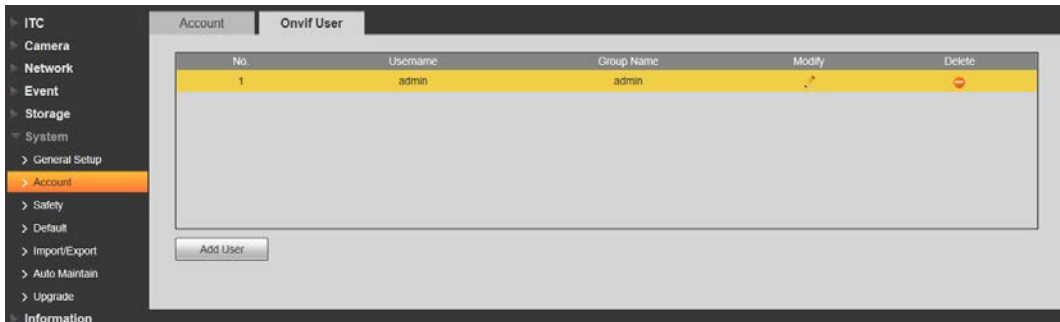 ITC
Camera
Network
Event
Storage
System
General Setup
Account
Safety
Default
Import/Export
Auto Maintain
Upgrade
Information
Account Onvif User
No. Username Group Name Modify Delete
1 admin admin
Add User